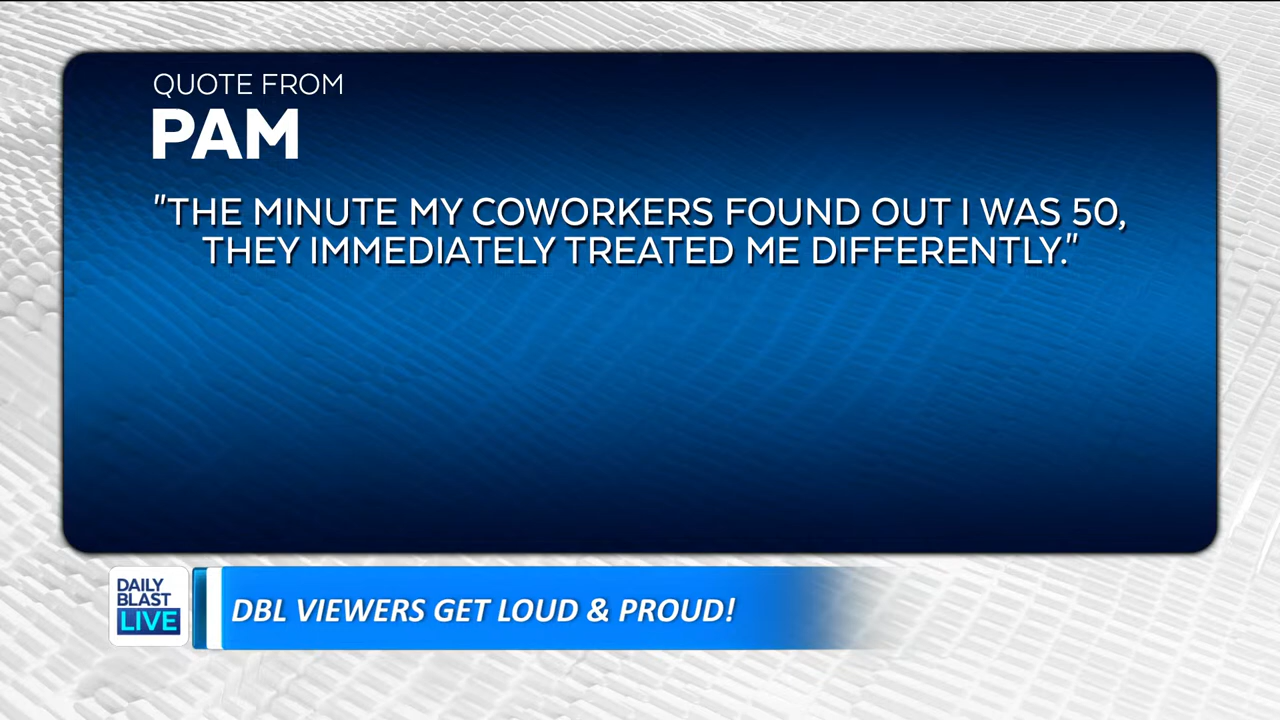 QUOTE FROM
PAM
"THE MINUTE MY COWORKERS FOUND OUT I WAS 50,
THEY IMMEDIATELY TREATED ME DIFFERENTLY."
DAILY
BLAST
LIVE
DBL VIEWERS GET LOUD & PROUD!